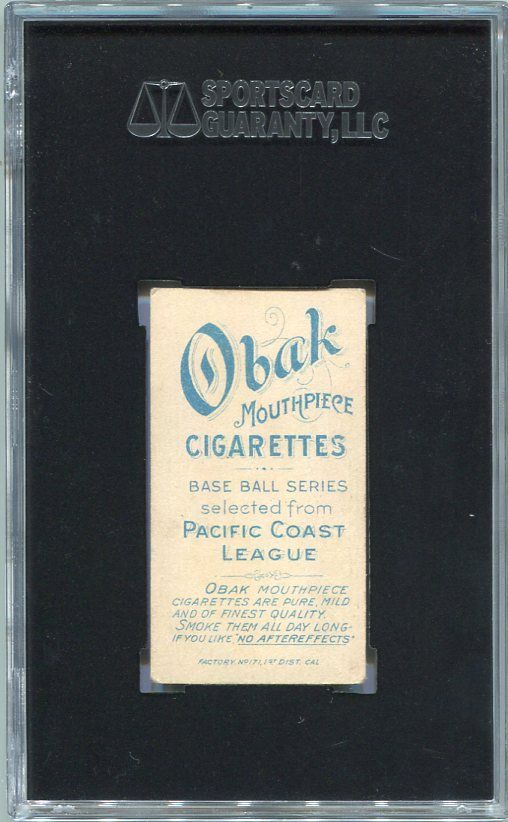 SPORTSCARD
GUARANTY, LLC
Obak
MOUTHPIECE
CIGARETTES
BASE BALL SERIES
selected from
PACIFIC COAST
LEAGUE
OBAK MOUTHPIECE
CIGARETTES ARE PURE, MILD
AND OF FINEST QUALITY.
SMOKE THEM ALL DAY LONG-
IF YOU LIKE "NO AFTEREFFECTS"
FACTORY Nº 171, 1ST DIST. CAL